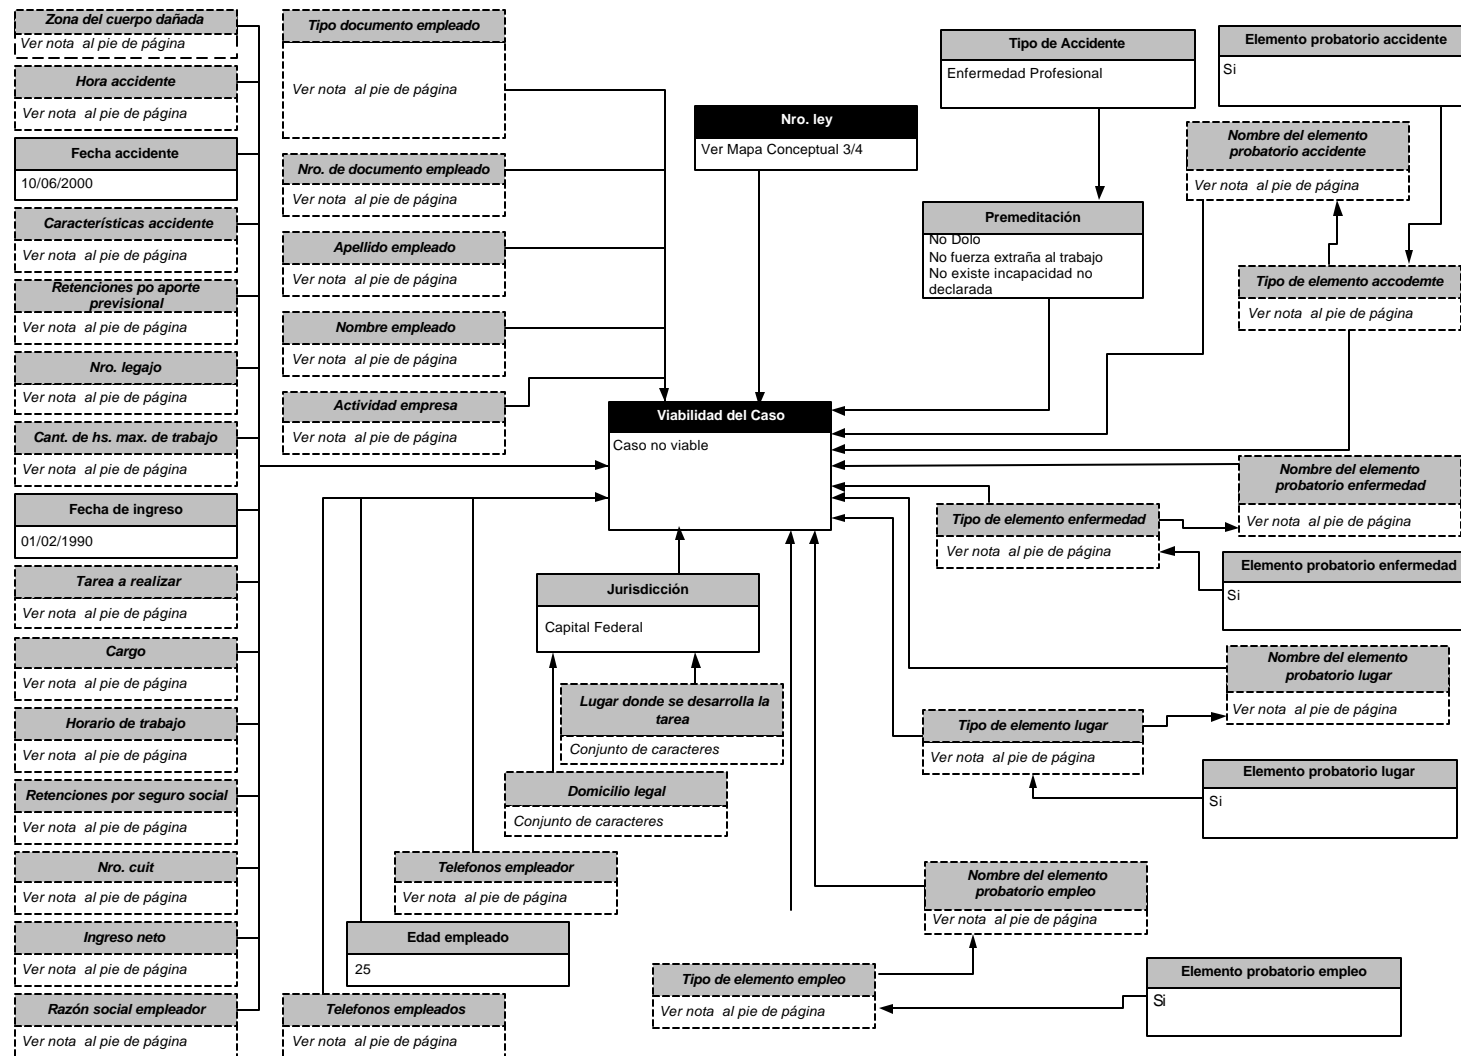 Zona del cuerpo dañada
Ver nota al pie de página
Hora accidente
Ver nota al pie de página
Fecha accidente
10/06/2000
Características accidente
Ver nota al pie de página
Retenciones po aporte
previsional
Ver nota al pie de página
Nro. legajo
Ver nota al pie de página
Cant. de hs. max. de trabajo
Ver nota al pie de página
Fecha de ingreso
01/02/1990
Tarea a realizar
Ver nota al pie de página
Cargo
Ver nota al pie de página
Horario de trabajo
Ver nota al pie de página
Retenciones por seguro social
Ver nota al pie de página
Nro. cuit
Ver nota al pie de página
Ingreso neto
Ver nota al pie de página
Razón social empleador
Ver nota al pie de página
Tipo documento empleado
Ver nota al pie de página
Nro. de documento empleado
Ver nota al pie de página
Apellido empleado
Ver nota al pie de página
Nombre empleado
Ver nota al pie de página
Actividad empresa
Ver nota al pie de página
Nro. ley
Ver Mapa Conceptual 3/4
Viabilidad del Caso
Caso no viable
Jurisdicción
Capital Federal
Lugar donde se desarrolla la
tarea
Conjunto de caracteres
Domicilio legal
Conjunto de caracteres
Telefonos empleador
Ver nota al pie de página
Edad empleado
25
Telefonos empleados
Ver nota al pie de página
Tipo de Accidente
Enfermedad Profesional
Elemento probatorio accidente
Si
Nombre del elemento
probatorio accidente
Ver nota al pie de página
Premeditación
No Dolo
No fuerza extraña al trabajo
No existe incapacidad no
declarada
Tipo de elemento accodemte
Ver nota al pie de página
Nombre del elemento
probatorio enfermedad
Ver nota al pie de página
Tipo de elemento enfermedad
Ver nota al pie de página
Elemento probatorio enfermedad
Si
Nombre del elemento
probatorio lugar
Ver nota al pie de página
Tipo de elemento lugar
Ver nota al pie de página
Elemento probatorio lugar
Si
Nombre del elemento
probatorio empleo
Ver nota al pie de página
Tipo de elemento empleo
Ver nota al pie de página
Elemento probatorio empleo
Si